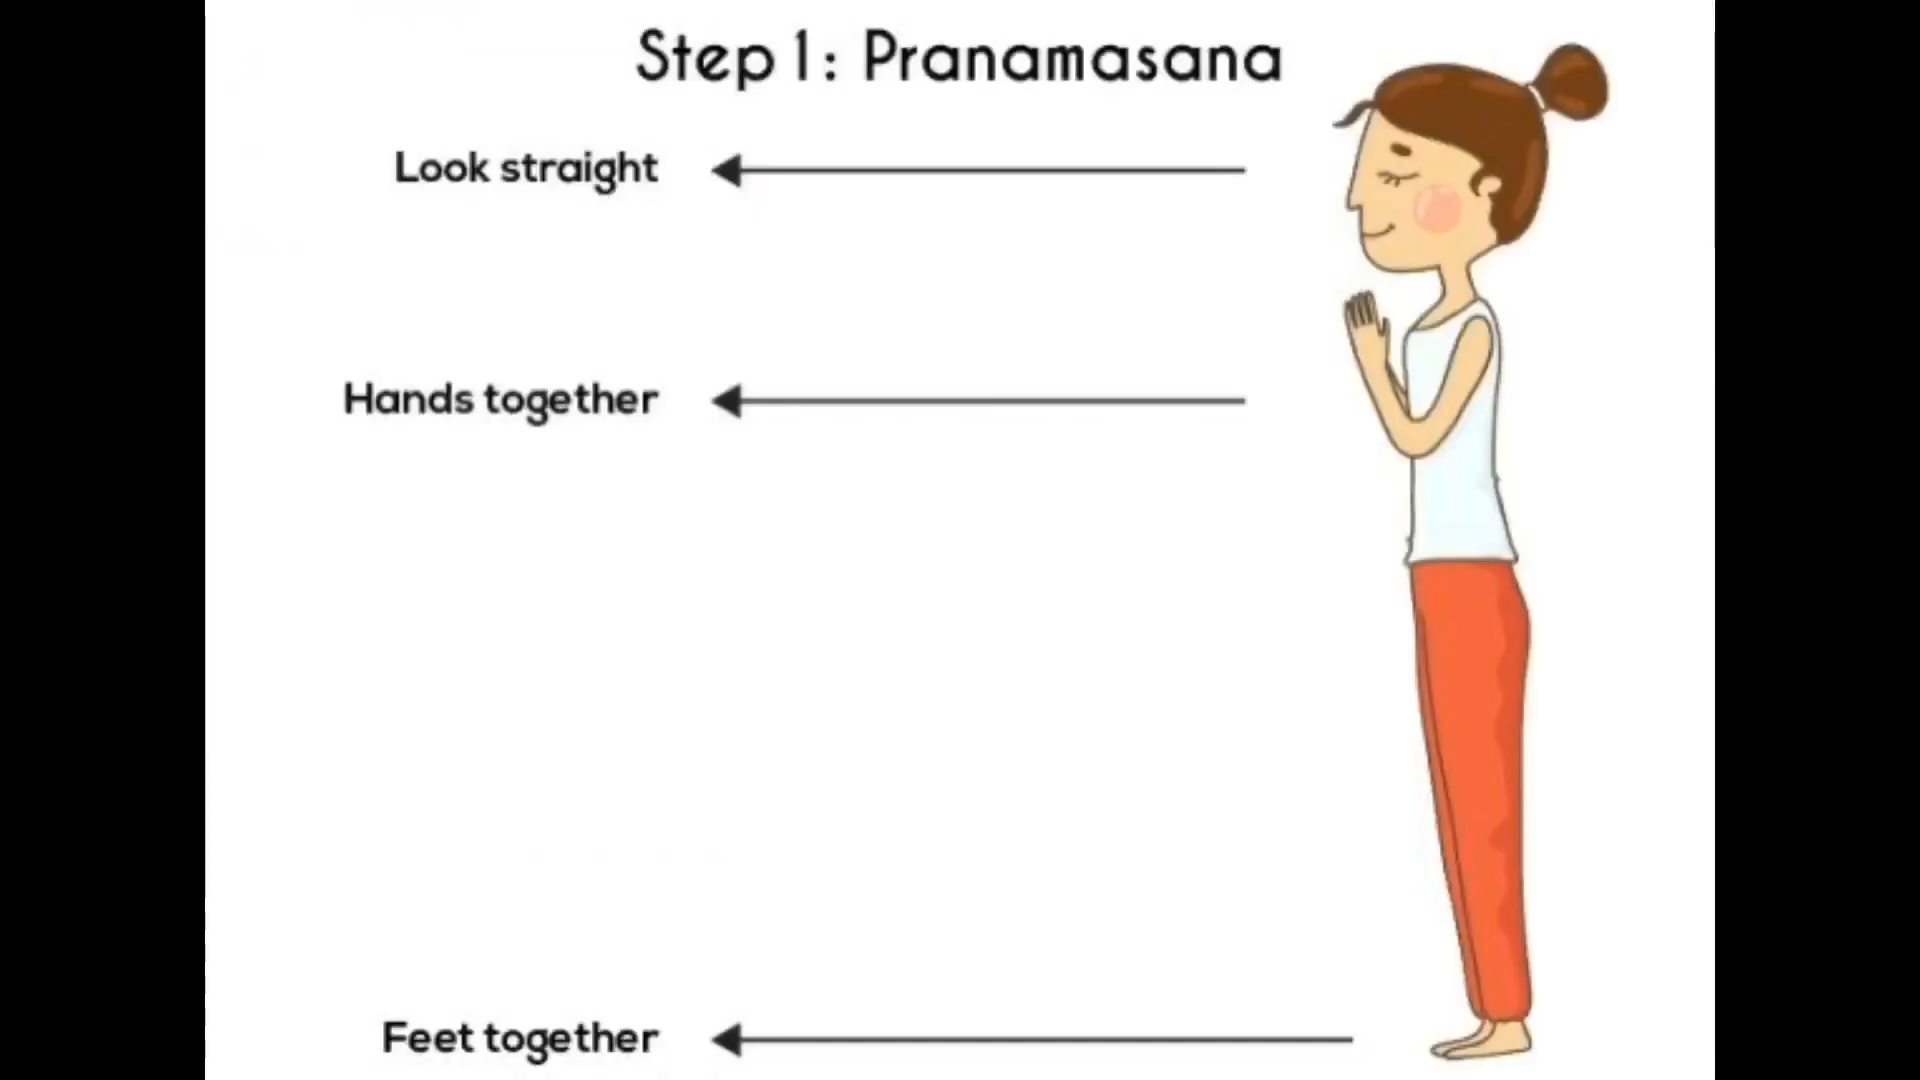 Step 1: Pranamasana
Look straight
Hands together
Feet together